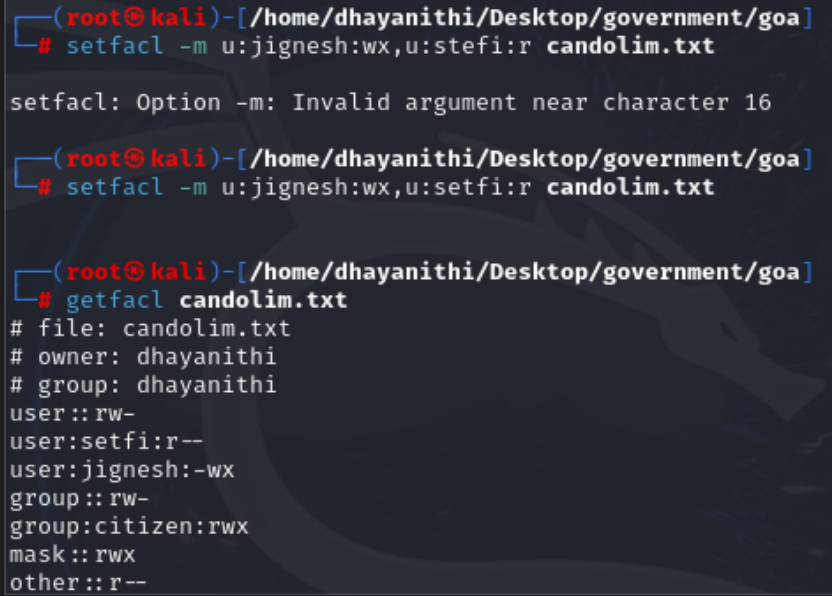 ┌──(root㉿kali)-[/home/dhayanithi/Desktop/government/goa]
└─# setfacl -m u:jignesh:wx,u:stefi:r candolim.txt
setfacl: Option -m: Invalid argument near character 16
┌──(root㉿kali)-[/home/dhayanithi/Desktop/government/goa]
└─# setfacl -m u:jignesh:wx,u:setfi:r candolim.txt
┌──(root㉿kali)-[/home/dhayanithi/Desktop/government/goa]
└─# getfacl candolim.txt
# file: candolim.txt
# owner: dhayanithi
# group: dhayanithi
user::rw-
user:setfi:r--
user:jignesh:-wx
group::rw-
group:citizen:rwx
mask::rwx
other::r--